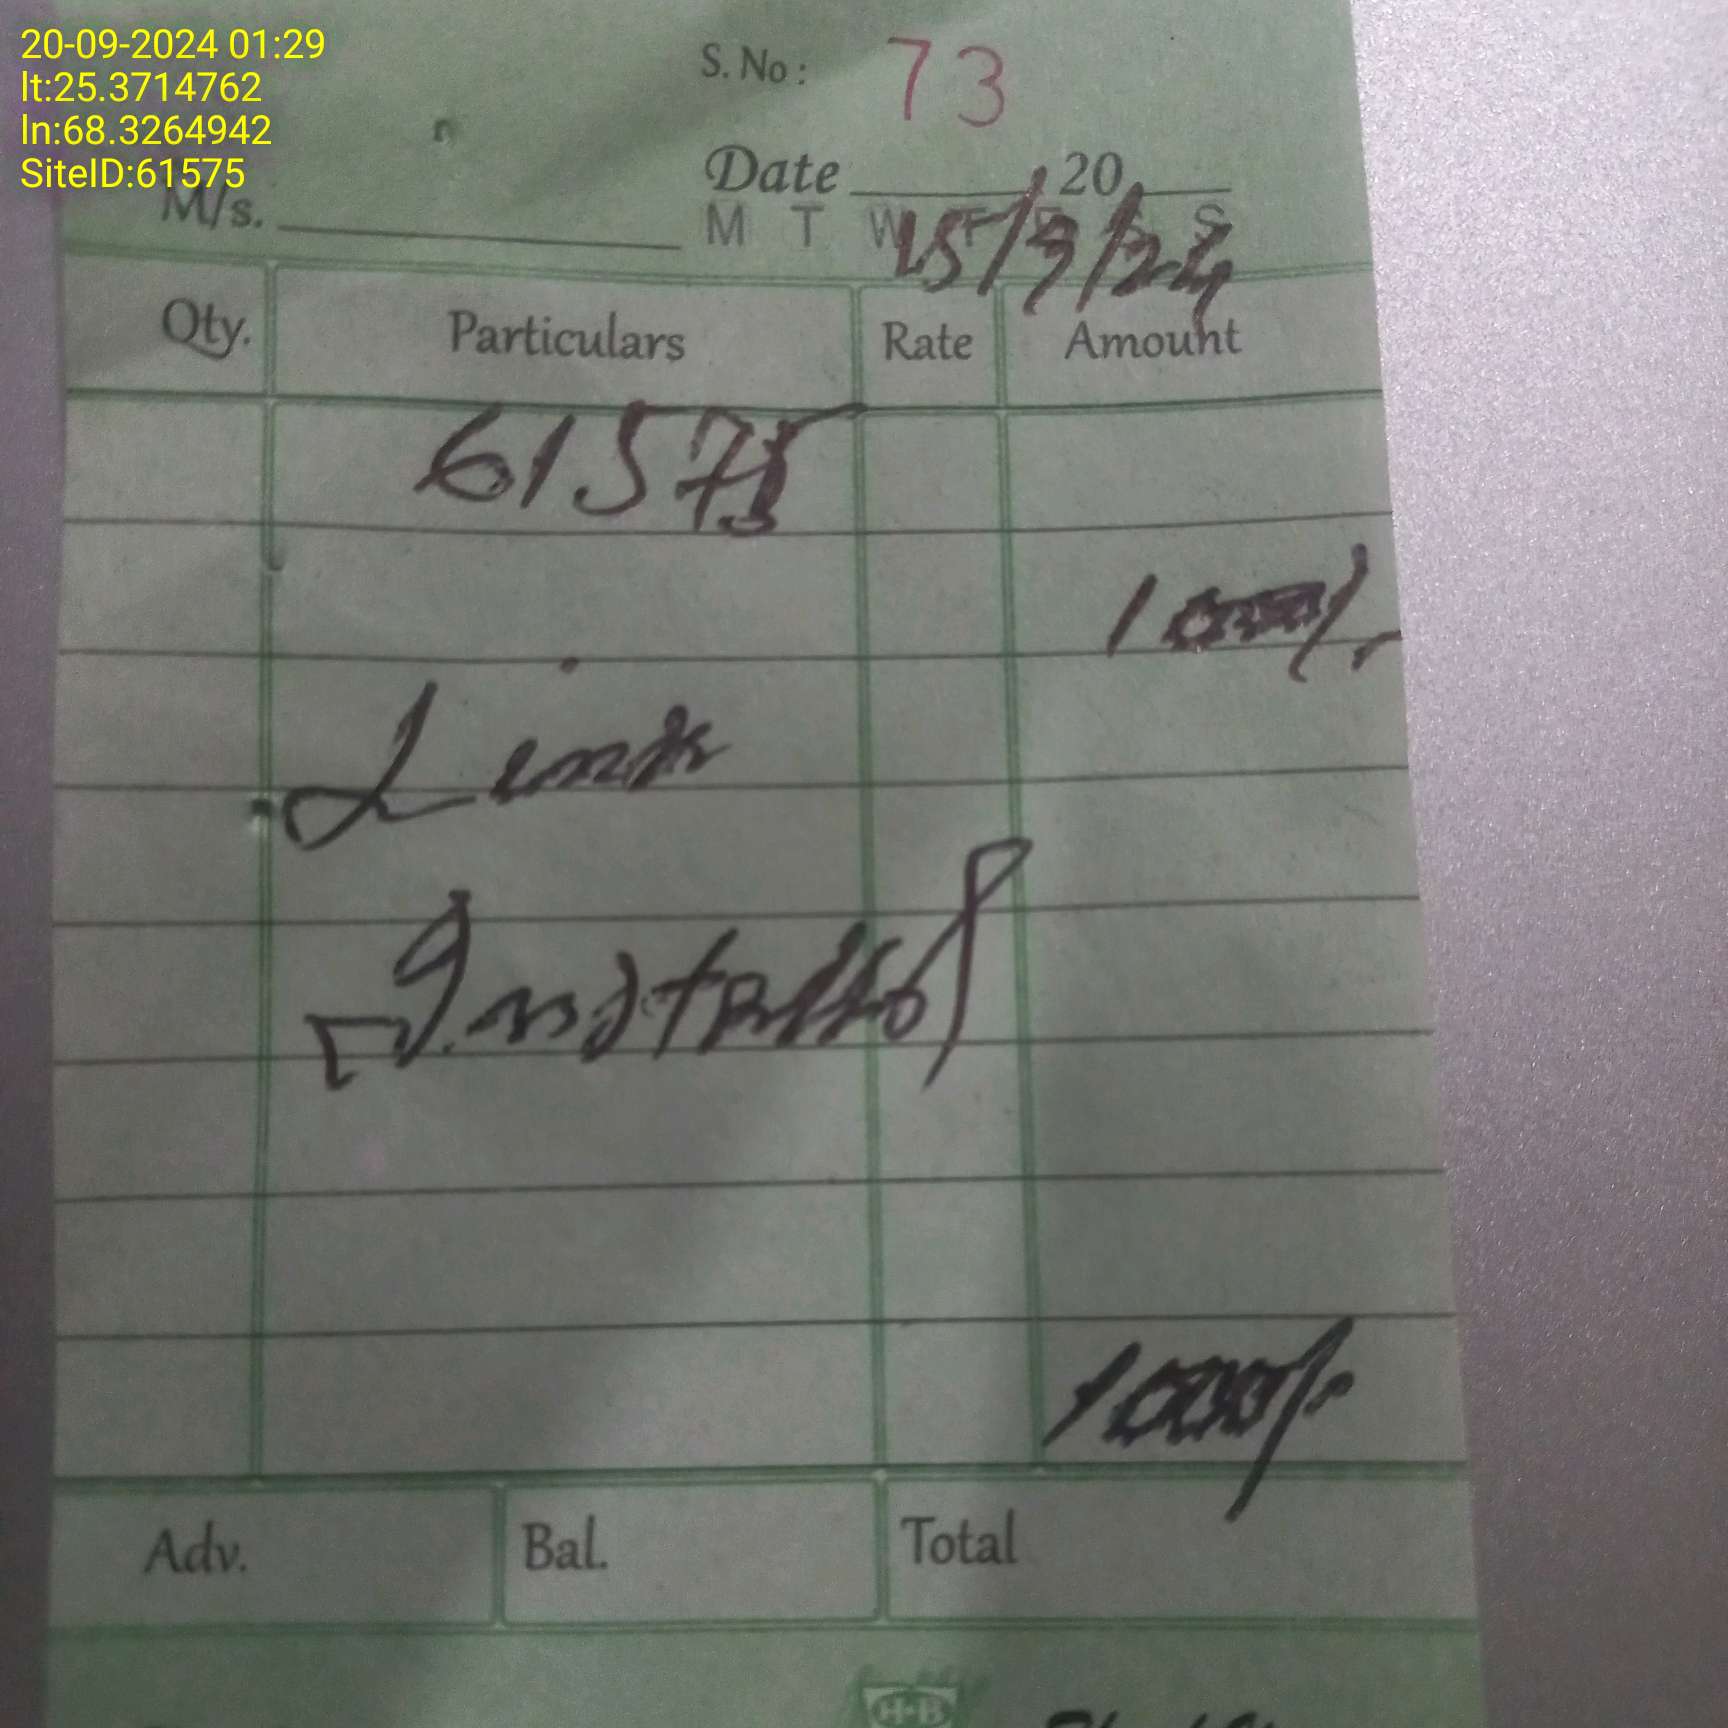 20-09-2024 01:29
lt:25.3714762
ln:68.3264942
SiteID:61575
S. No: 73
Date 20
M/s. M T W T F S S
15/9/24
Qty. Particulars Rate Amount
61575
1000/-
Link
Installed
1000/-
Adv. Bal. Total
H-B